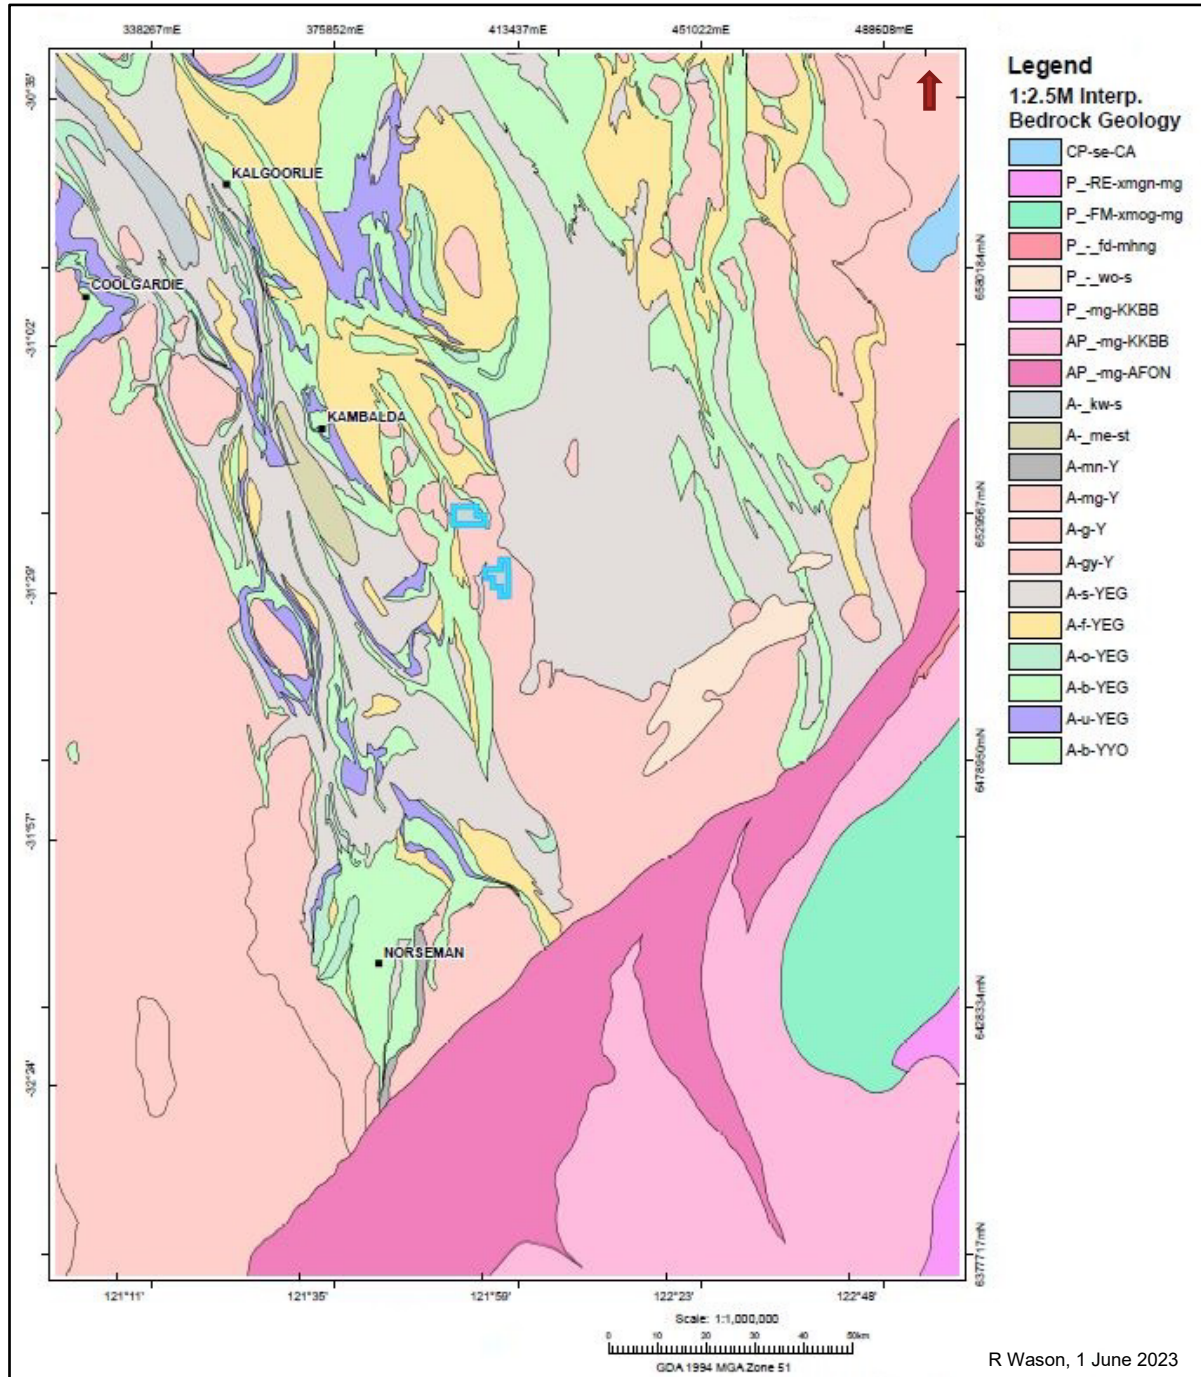 338267mE 375852mE 413437mE 451022mE 488608mE
-30°35'
-31°02'
-31°29'
-31°57'
-32°24'
KALGOORLIE
COOLGARDIE
KAMBALDA
NORSEMAN
6580184mN
6529567mN
6478950mN
6428334mN
6377717mN
121°11' 121°35' 121°59' 122°23' 122°48'
Legend
1:2.5M Interp.
Bedrock Geology
CP-se-CA
P_-RE-xmgn-mg
P_-FM-xmog-mg
P_-_fd-mhng
P_-_wo-s
P_-mg-KKBB
AP_-mg-KKBB
AP_-mg-AFON
A-_kw-s
A-_me-st
A-mn-Y
A-mg-Y
A-g-Y
A-gy-Y
A-s-YEG
A-f-YEG
A-o-YEG
A-b-YEG
A-u-YEG
A-b-YYO
Scale: 1:1,000,000
0 10 20 30 40 50km
GDA 1994 MGA Zone 51
R Wason, 1 June 2023